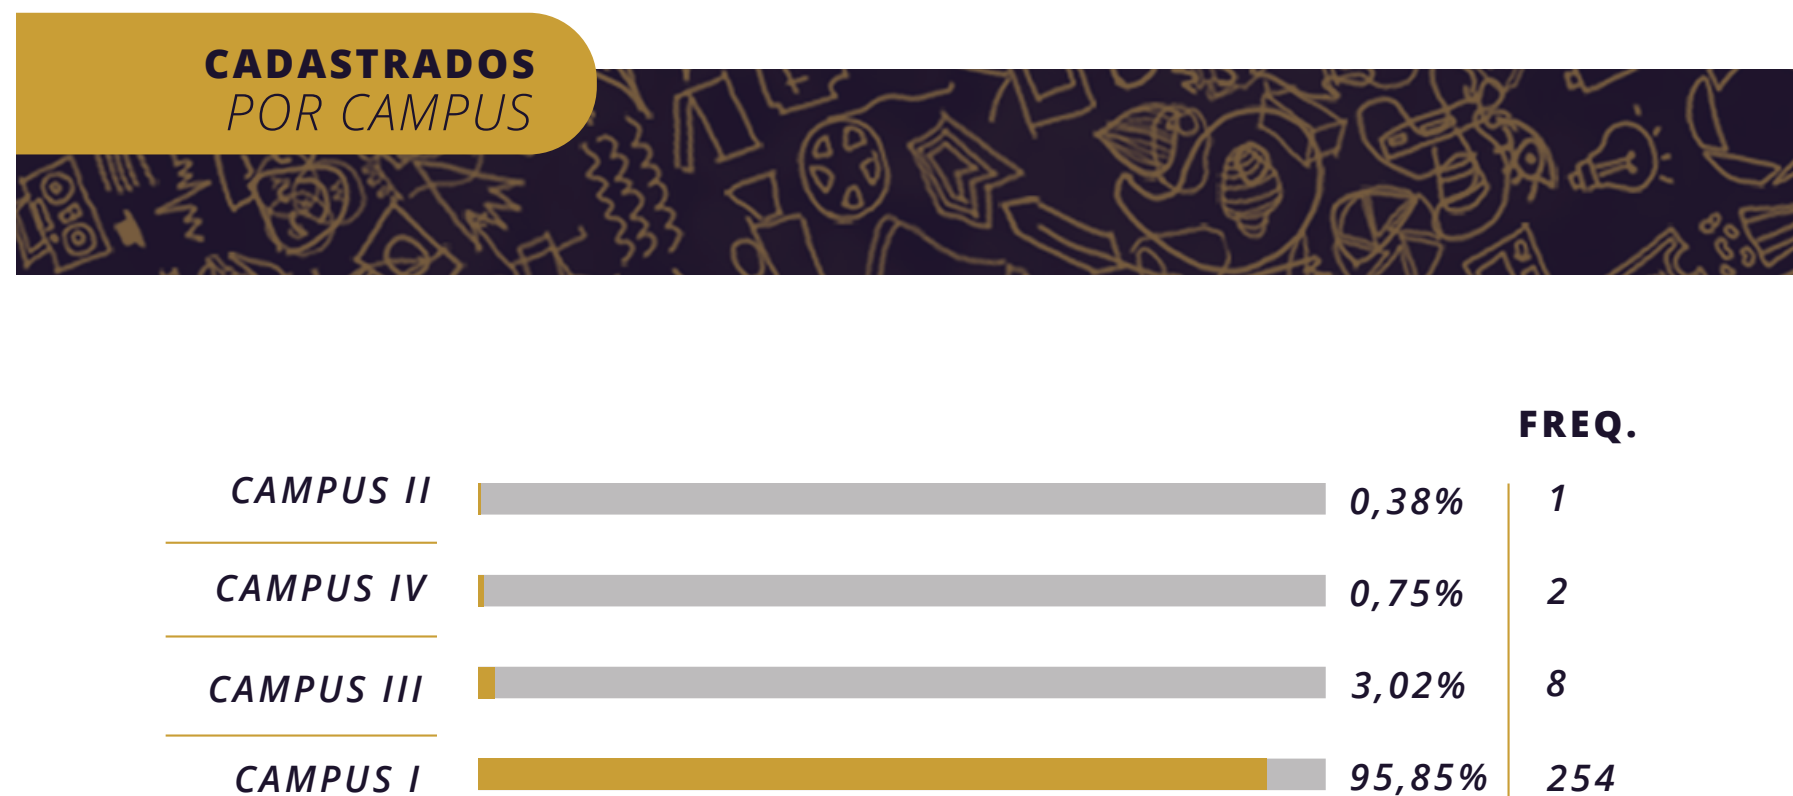 CADASTRADOS
POR CAMPUS
FREQ.
CAMPUS II 0,38% 1
CAMPUS IV 0,75% 2
CAMPUS III 3,02% 8
CAMPUS I 95,85% 254